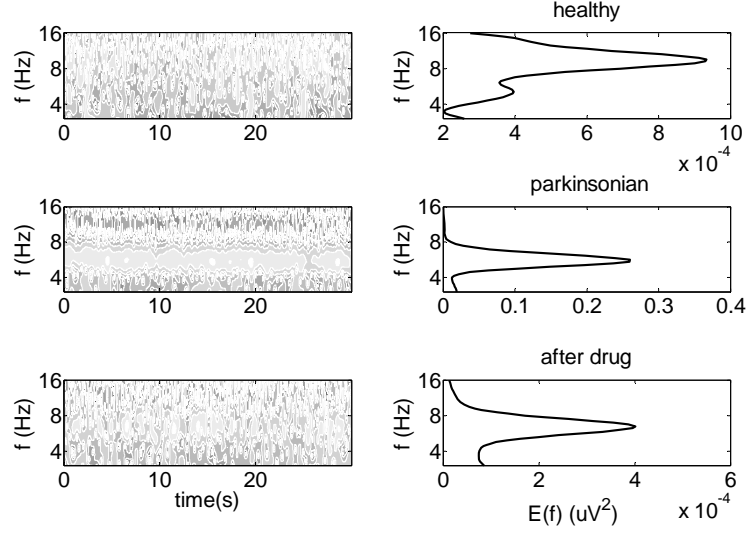 healthy
f (Hz)
16
8
4
0 10 20
f (Hz)
16
8
4
2 4 6 8 10
x 10^-4
parkinsonian
f (Hz)
16
8
4
0 10 20
f (Hz)
16
8
4
0 0.1 0.2 0.3 0.4
after drug
f (Hz)
16
8
4
0 10 20
time(s)
f (Hz)
16
8
4
0 2 4 6
E(f) (uV^2)
x 10^-4